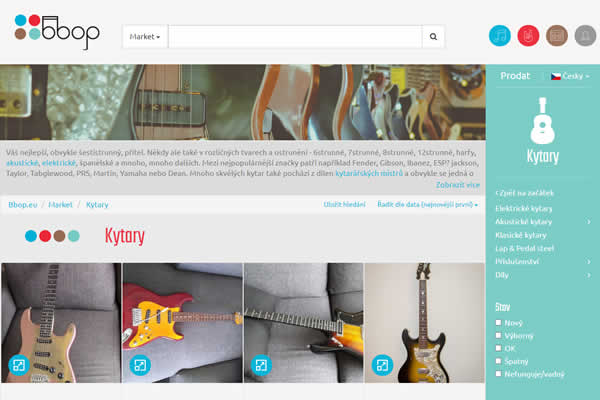 bbop
Market
Prodat
Česky
Kytary
Váš nejlepší, obvykle šestistrunný, přítel. Někdy ale také v rozličných tvarech a ostrunění - 6strunné, 7strunné, 8strunné, 12strunné, harfy,
akustické, elektrické, španělské a mnoho, mnoho dalších. Mezi nejpopulárnější značky patří například Fender, Gibson, Ibanez, ESP? jackson,
Taylor, Tabglewood, PRS, Martin, Yamaha nebo Dean. Mnoho skvělých kytar také pochází z dílen kytarářských mistrů a obvykle se jedná o
Zobrazit více
Bbop.eu / Market / Kytary
Uložit hledání
Řadit dle data (najnovější první)
Kytary
Zpět na začátek
Elektrické kytary
Akustické kytary
Klasické kytary
Lap & Pedal steel
Příslušenství
Díly
Stav
Nový
Výborný
OK
Špatný
Nefunguje/vadný